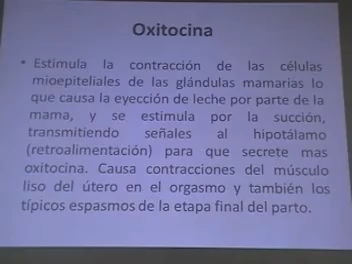 Oxitocina
• Estimula la contracción de las células
mioepiteliales de las glándulas mamarias lo
que causa la eyección de leche por parte de la
mama, y se estimula por la succión,
transmitiendo señales al hipotálamo
(retroalimentación) para que secrete mas
oxitocina. Causa contracciones del músculo
liso del útero en el orgasmo y también los
típicos espasmos de la etapa final del parto.